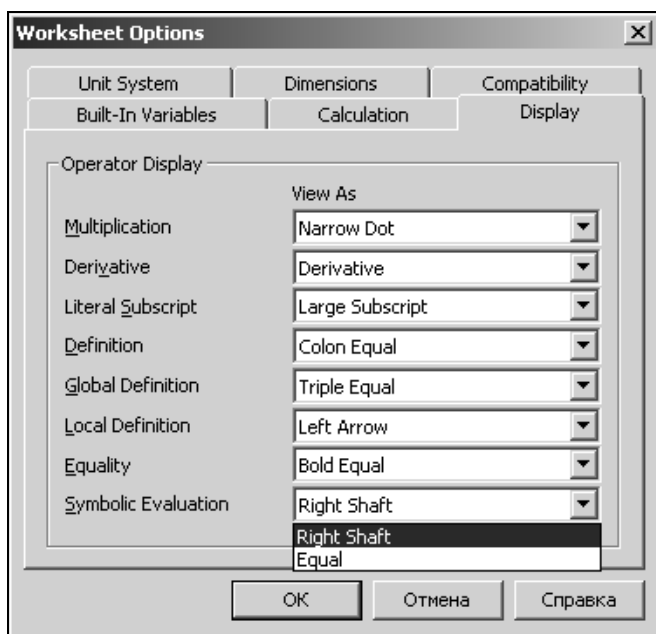 Worksheet Options
Unit System Dimensions Compatibility
Built-In Variables Calculation Display
Operator Display
View As
Multiplication Narrow Dot
Derivative Derivative
Literal Subscript Large Subscript
Definition Colon Equal
Global Definition Triple Equal
Local Definition Left Arrow
Equality Bold Equal
Symbolic Evaluation Right Shaft
Right Shaft
Equal
OK Отмена Справка